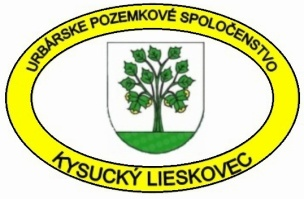 URBÁRSKE POZEMKOVÉ SPOLOČENSTVO
KYSUCKÝ LIESKOVEC